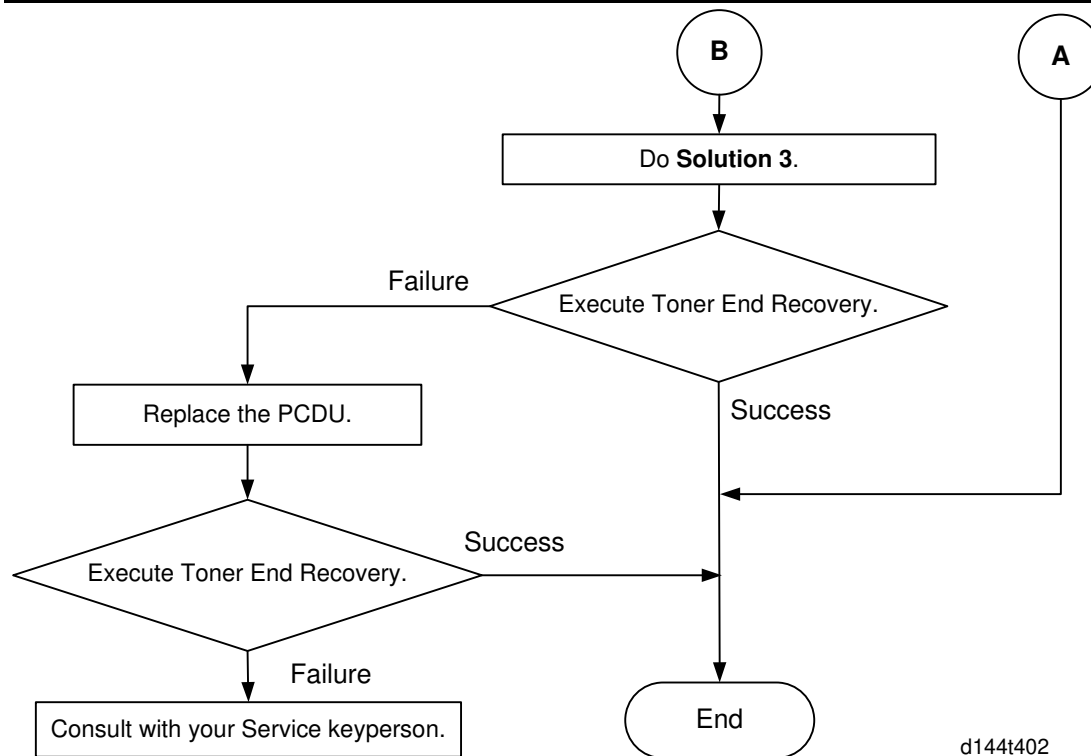 B
A
Do Solution 3.
Failure
Execute Toner End Recovery.
Replace the PCDU.
Success
Success
Execute Toner End Recovery.
Failure
Consult with your Service keyperson.
End
d144t402